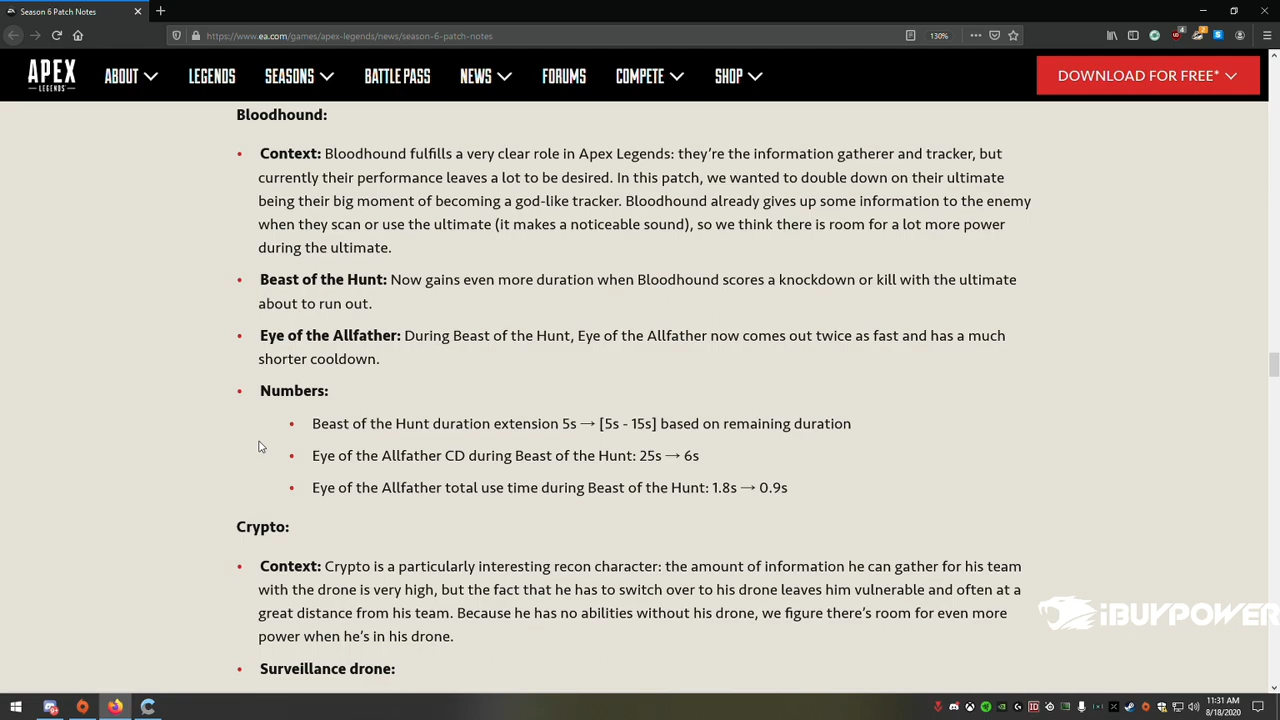 Season 6 Patch Notes
https://www.ea.com/games/apex-legends/news/season-6-patch-notes
130%
APEX
LEGENDS
ABOUT
LEGENDS
SEASONS
BATTLE PASS
NEWS
FORUMS
COMPETE
SHOP
DOWNLOAD FOR FREE*
Bloodhound:
• Context: Bloodhound fulfills a very clear role in Apex Legends: they're the information gatherer and tracker, but
currently their performance leaves a lot to be desired. In this patch, we wanted to double down on their ultimate
being their big moment of becoming a god-like tracker. Bloodhound already gives up some information to the enemy
when they scan or use the ultimate (it makes a noticeable sound), so we think there is room for a lot more power
during the ultimate.
• Beast of the Hunt: Now gains even more duration when Bloodhound scores a knockdown or kill with the ultimate
about to run out.
• Eye of the Allfather: During Beast of the Hunt, Eye of the Allfather now comes out twice as fast and has a much
shorter cooldown.
• Numbers:
• Beast of the Hunt duration extension 5s → [5s - 15s] based on remaining duration
• Eye of the Allfather CD during Beast of the Hunt: 25s → 6s
• Eye of the Allfather total use time during Beast of the Hunt: 1.8s → 0.9s
Crypto:
• Context: Crypto is a particularly interesting recon character: the amount of information he can gather for his team
with the drone is very high, but the fact that he has to switch over to his drone leaves him vulnerable and often at a
great distance from his team. Because he has no abilities without his drone, we figure there's room for even more
power when he's in his drone.
• Surveillance drone:
iBUYPOWER
11:31 AM
8/18/2020